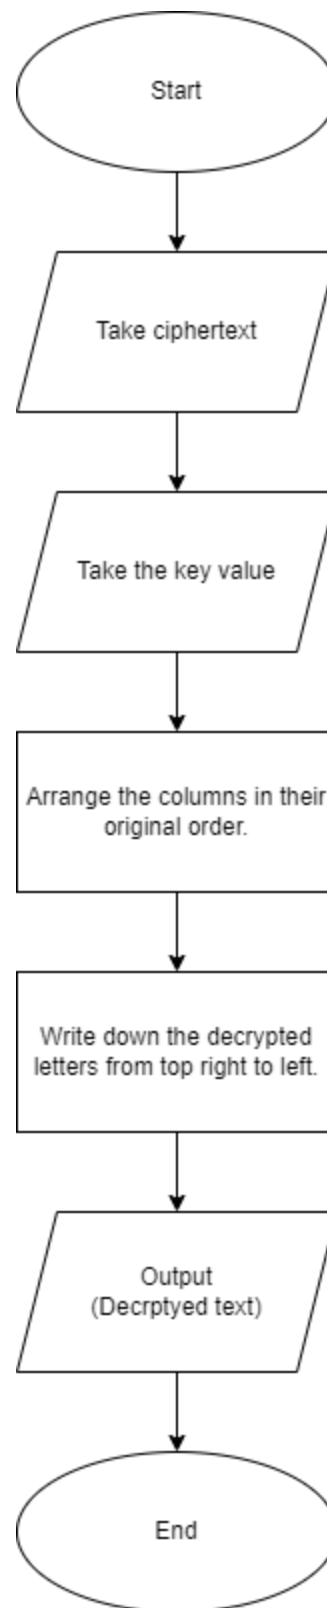 Start
Take ciphertext
Take the key value
Arrange the columns in their
original order.
Write down the decrypted
letters from top right to left.
Output
(Decrptyed text)
End